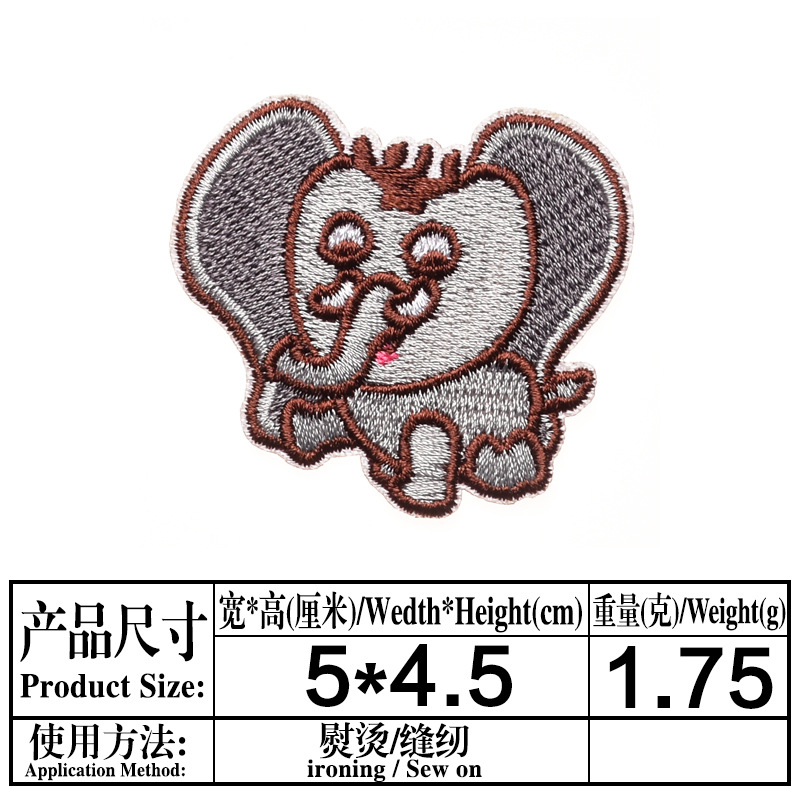 产品尺寸
Product Size:
宽*高(厘米)/Wedth*Height(cm)
重量(克)/Weight(g)
5*4.5
1.75
使用方法:
Application Method:
熨烫/缝纫
ironing / Sew on